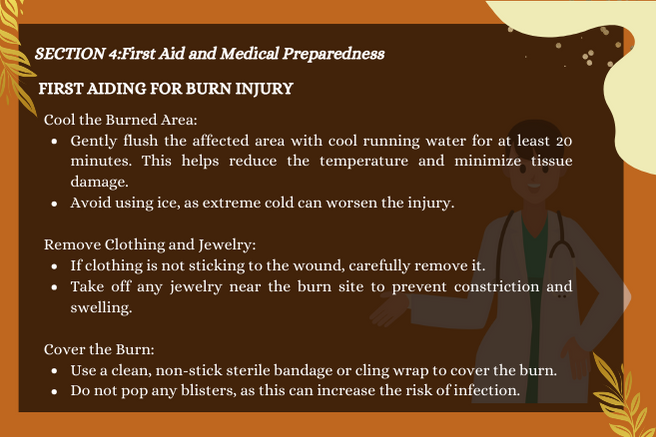 SECTION 4:First Aid and Medical Preparedness
FIRST AIDING FOR BURN INJURY
Cool the Burned Area:
• Gently flush the affected area with cool running water for at least 20
minutes. This helps reduce the temperature and minimize tissue
damage.
• Avoid using ice, as extreme cold can worsen the injury.
Remove Clothing and Jewelry:
• If clothing is not sticking to the wound, carefully remove it.
• Take off any jewelry near the burn site to prevent constriction and
swelling.
Cover the Burn:
• Use a clean, non-stick sterile bandage or cling wrap to cover the burn.
• Do not pop any blisters, as this can increase the risk of infection.